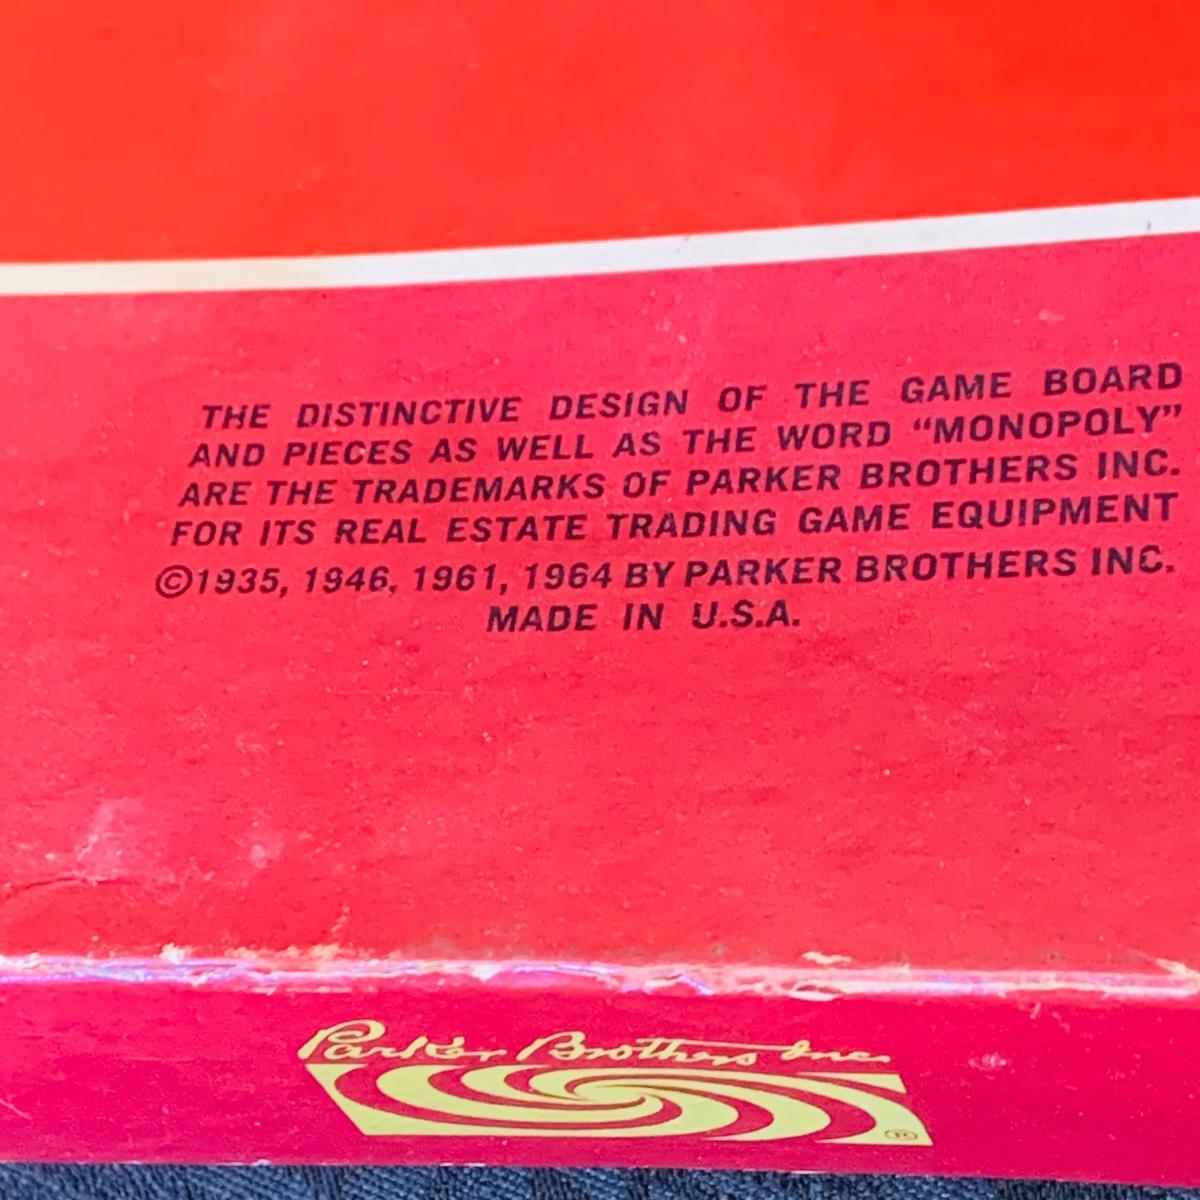 THE DISTINCTIVE DESIGN OF THE GAME BOARD
AND PIECES AS WELL AS THE WORD “MONOPOLY”
ARE THE TRADEMARKS OF PARKER BROTHERS INC.
FOR ITS REAL ESTATE TRADING GAME EQUIPMENT
©1935, 1946, 1961, 1964 BY PARKER BROTHERS INC.
MADE IN U.S.A.
Parker Brothers Inc.
®